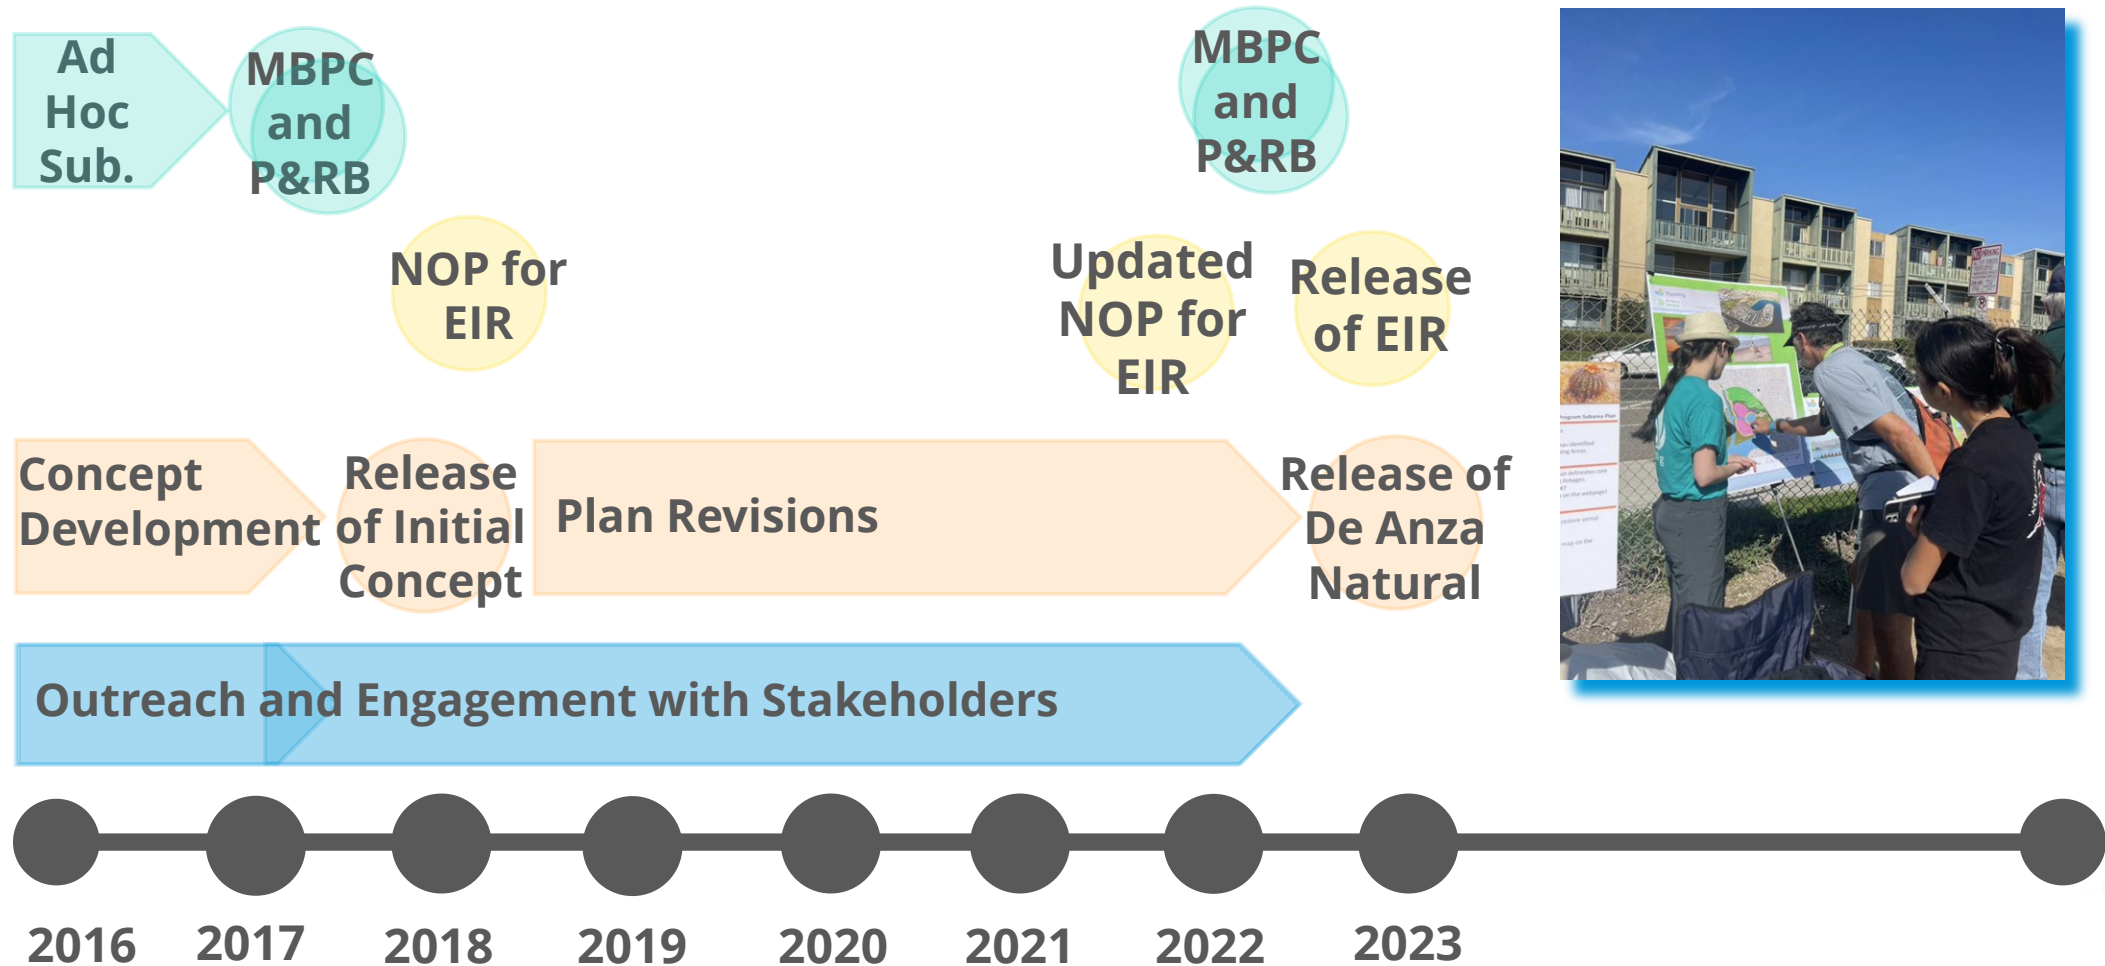 Ad
Hoc
Sub.
MBPC
and
P&RB
MBPC
and
P&RB
NOP for
EIR
Updated
NOP for
EIR
Release
of EIR
Concept
Development
Release
of Initial
Concept
Plan Revisions
Release of
De Anza
Natural
Outreach and Engagement with Stakeholders
2016
2017
2018
2019
2020
2021
2022
2023